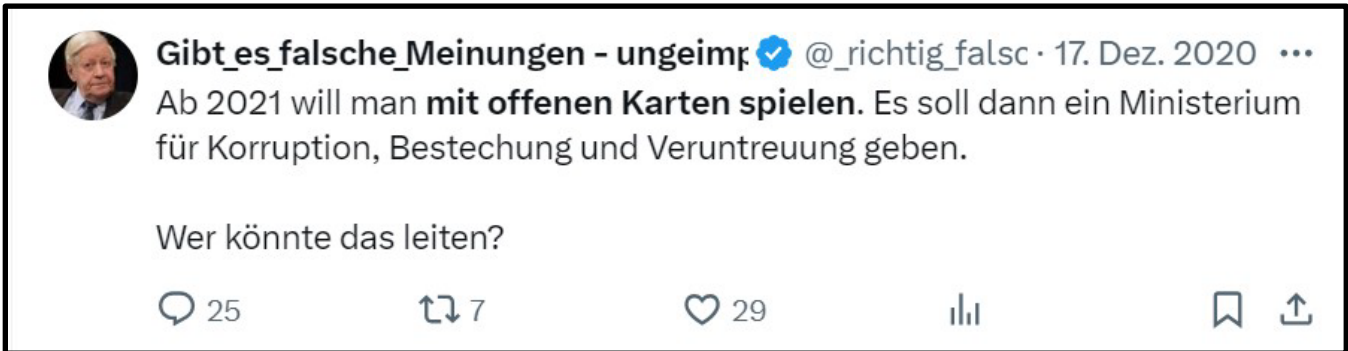 Gibt_es_falsche_Meinungen - ungeimp @_richtig_falsc · 17. Dez. 2020
Ab 2021 will man mit offenen Karten spielen. Es soll dann ein Ministerium
für Korruption, Bestechung und Veruntreuung geben.
Wer könnte das leiten?
25 7 29